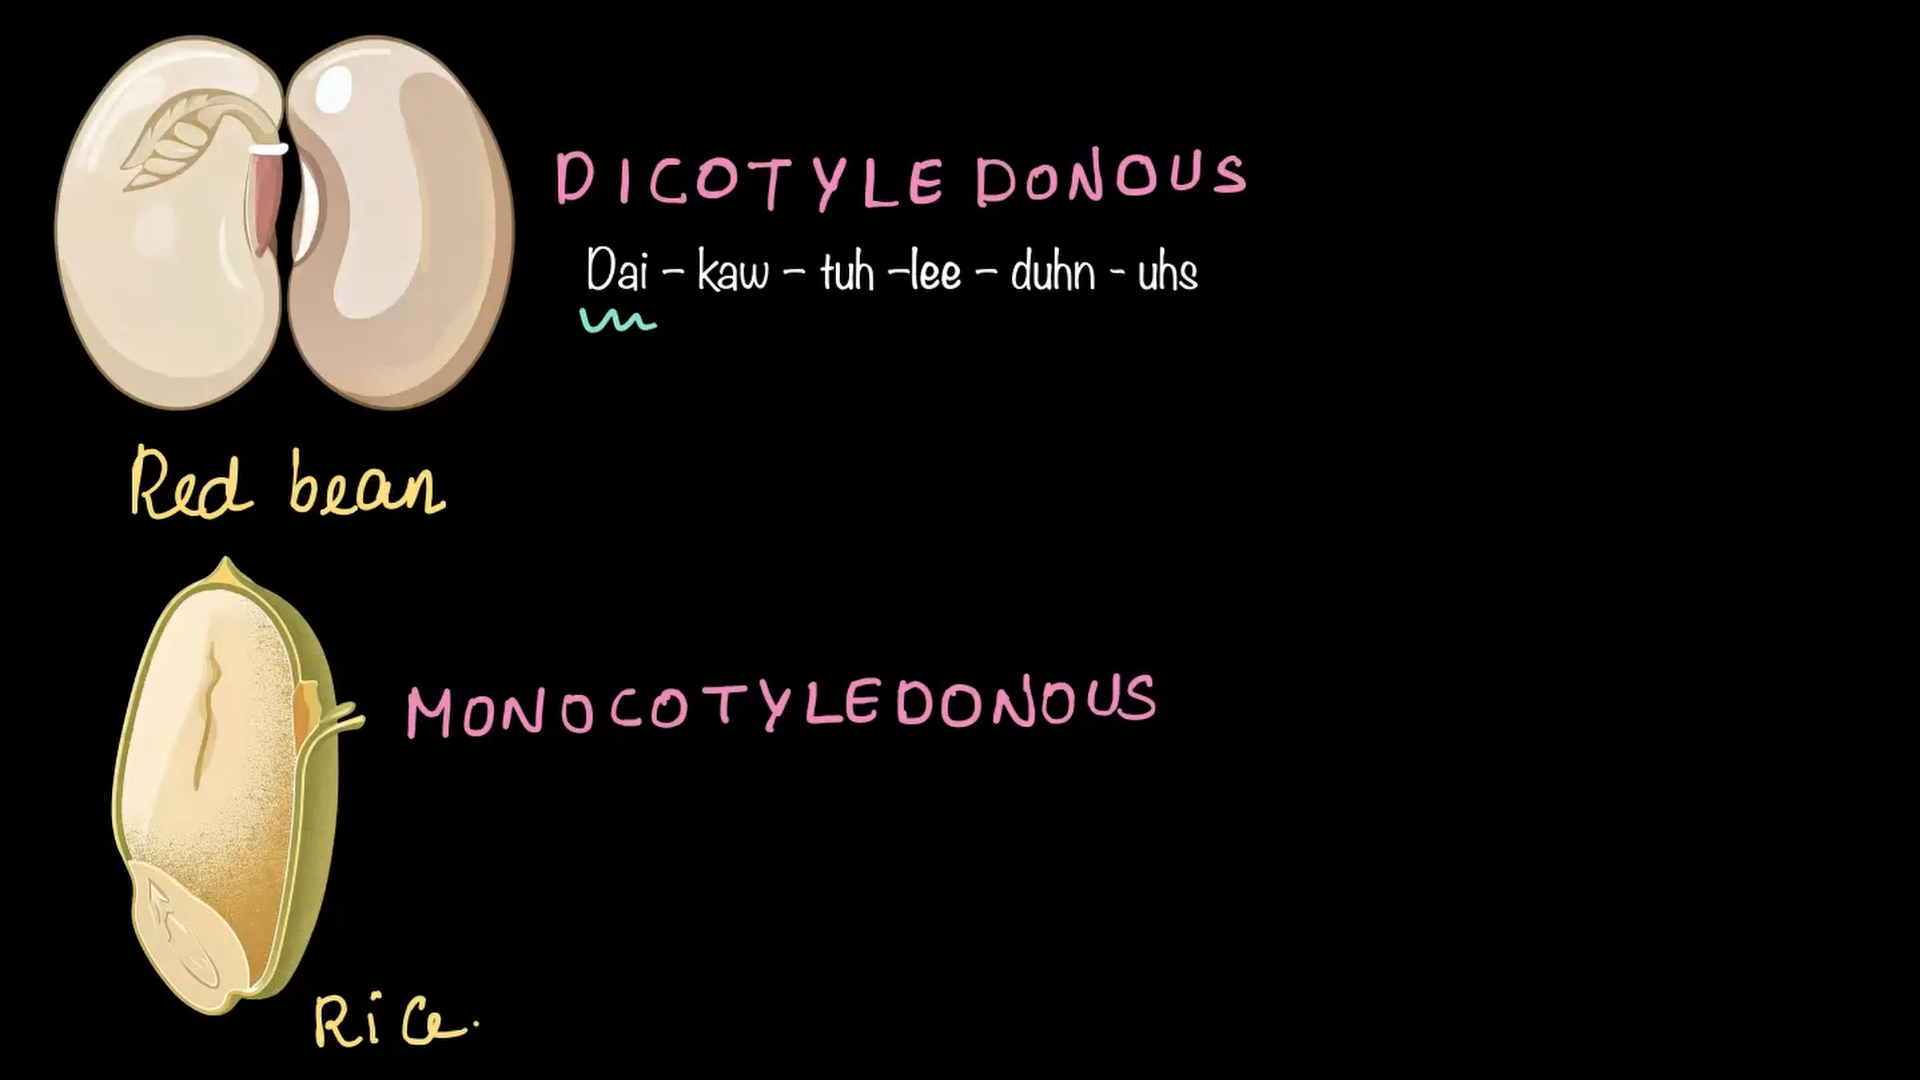 DICOTYLEDONOUS
Dai – kaw – tuh –lee – duhn - uhs
Red bean
MONOCOTYLEDONOUS
Rice.